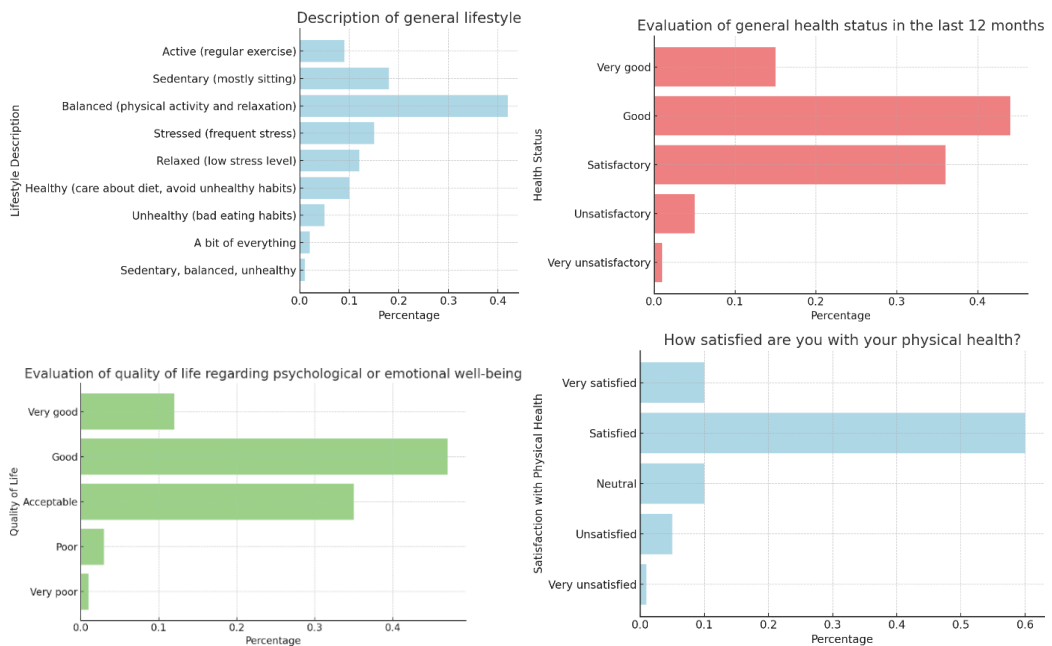 Description of general lifestyle
Lifestyle Description
Active (regular exercise)
Sedentary (mostly sitting)
Balanced (physical activity and relaxation)
Stressed (frequent stress)
Relaxed (low stress level)
Healthy (care about diet, avoid unhealthy habits)
Unhealthy (bad eating habits)
A bit of everything
Sedentary, balanced, unhealthy
0.0 0.1 0.2 0.3 0.4
Percentage
Evaluation of general health status in the last 12 months
Health Status
Very good
Good
Satisfactory
Unsatisfactory
Very unsatisfactory
0.0 0.1 0.2 0.3 0.4
Percentage
Evaluation of quality of life regarding psychological or emotional well-being
Quality of Life
Very good
Good
Acceptable
Poor
Very poor
0.0 0.1 0.2 0.3 0.4
Percentage
How satisfied are you with your physical health?
Satisfaction with Physical Health
Very satisfied
Satisfied
Neutral
Unsatisfied
Very unsatisfied
0.0 0.1 0.2 0.3 0.4 0.5 0.6
Percentage